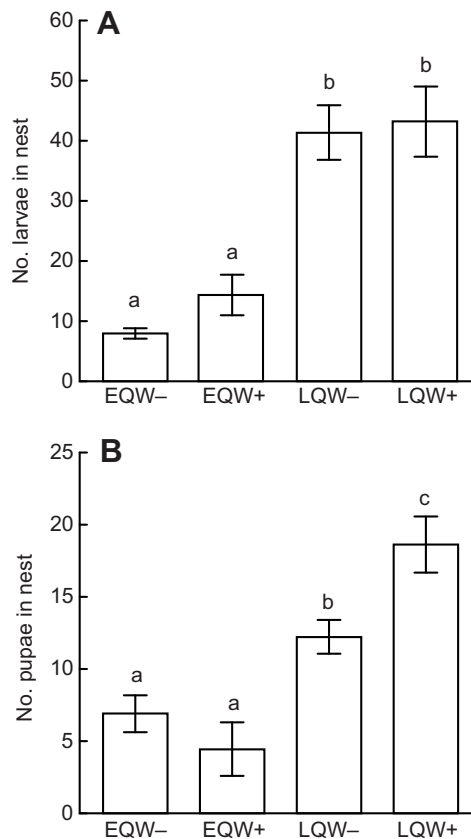 A
60
50
40
30
20
10
0
No. larvae in nest
a
a
b
b
EQW–
EQW+
LQW–
LQW+
B
25
20
15
10
5
0
No. pupae in nest
a
a
b
c
EQW–
EQW+
LQW–
LQW+